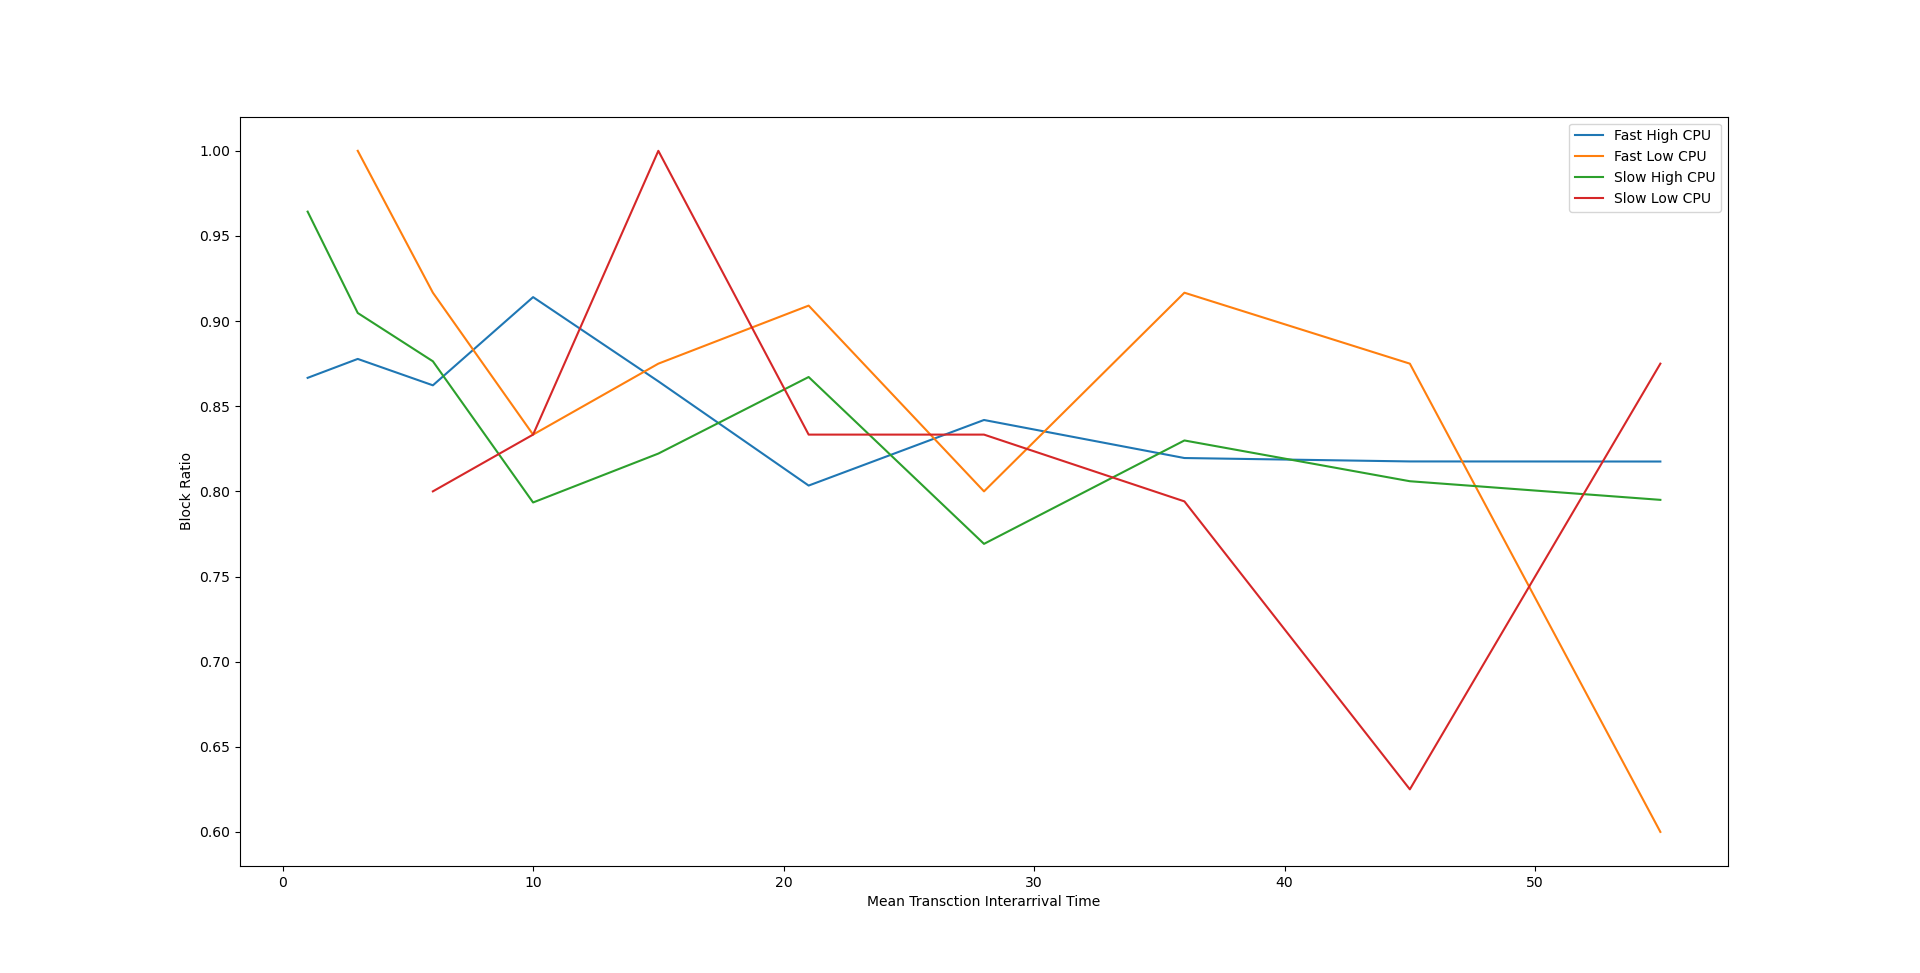 Fast High CPU
Fast Low CPU
Slow High CPU
Slow Low CPU
1.00
0.95
0.90
0.85
0.80
0.75
0.70
0.65
0.60
Block Ratio
0 10 20 30 40 50
Mean Transction Interarrival Time